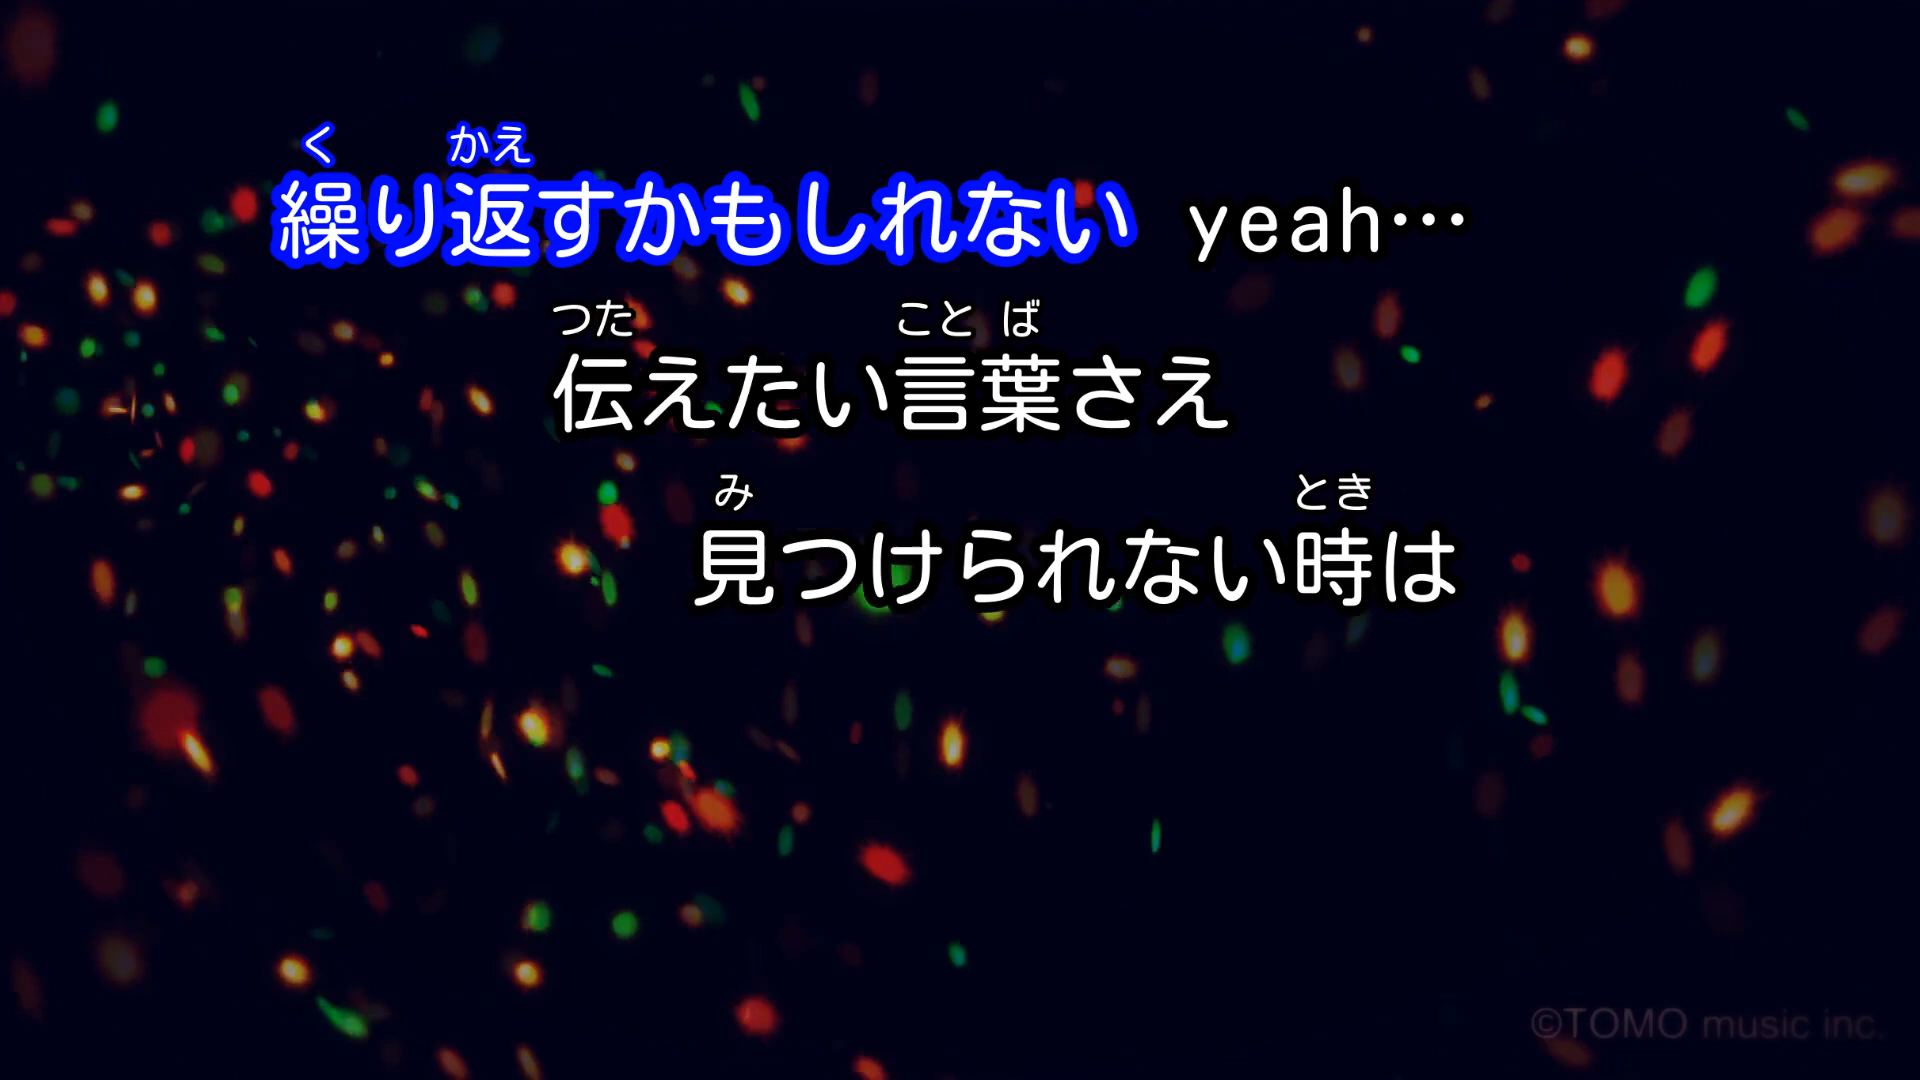 く かえ
繰り返すかもしれない yeah…
つた こと ば
伝えたい言葉さえ
み とき
見つけられない時は
©TOMO music inc.